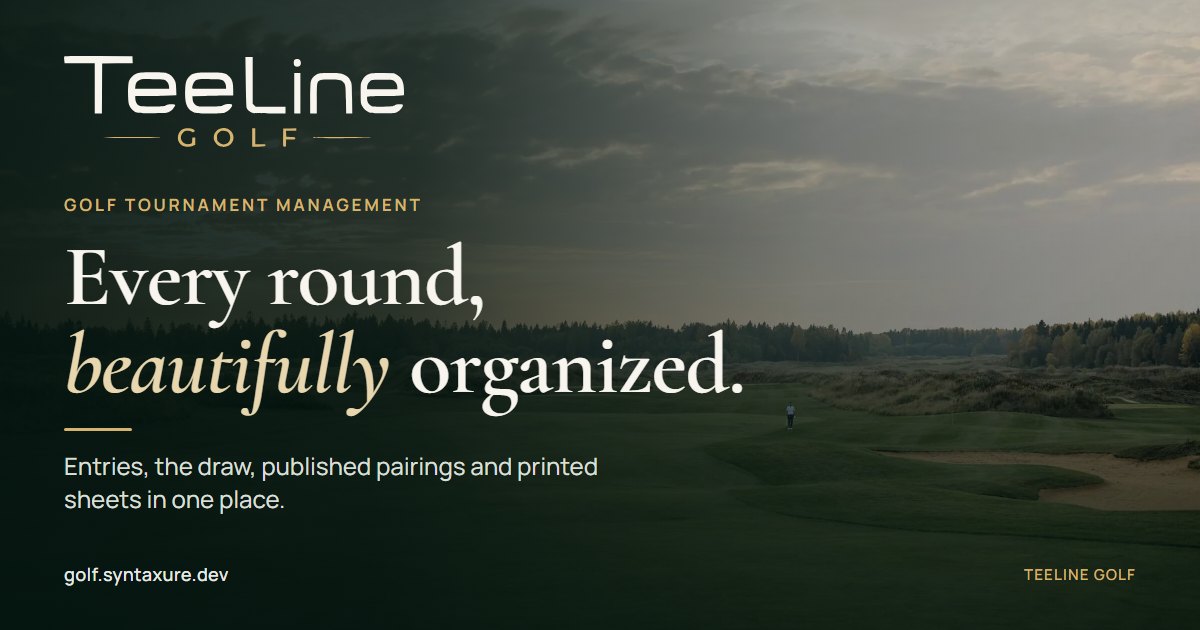 TeeLine
GOLF
GOLF TOURNAMENT MANAGEMENT
Every round,
beautifully organized.
Entries, the draw, published pairings and printed
sheets in one place.
golf.syntaxure.dev
TEELINE GOLF